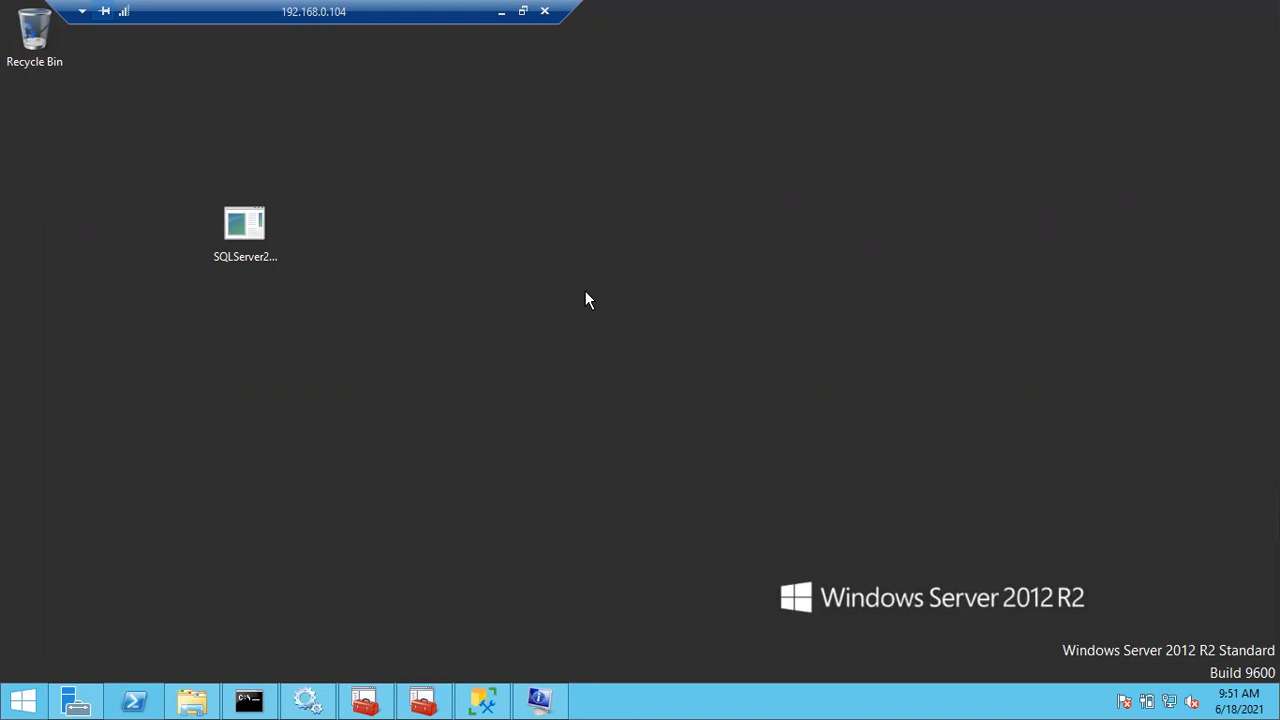 192.168.0.104
Recycle Bin
SQLServer2...
Windows Server 2012 R2
Windows Server 2012 R2 Standard
Build 9600
C:\_
9:51 AM
6/18/2021